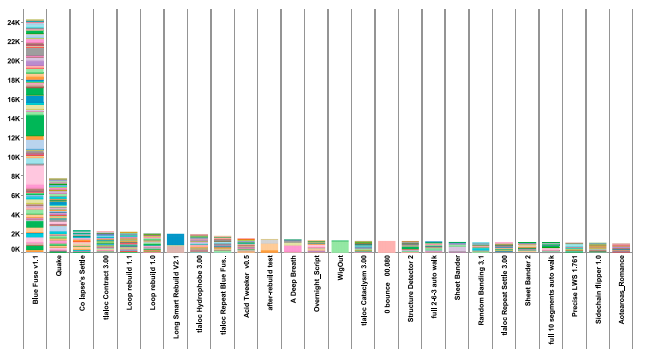 24K
22K
20K
18K
16K
14K
12K
10K
8K
6K
4K
2K
0K
Blue Fuse v1.1
Quake
Co lapse's Settle
tlaloc Contract 3.00
Loop rebuild 1.1
Loop rebuild 1.0
Long Smart Rebuild V2.1
tlaloc Hydrophobe 3.00
tlaloc Repeat Blue Fus..
Acid Tweaker v0.5
after-rebuild test
A Deep Breath
Overnight_Script
WigOut
tlaloc Cataclysm 3.00
0 bounce 00.080
Structure Detector 2
full 2-6-3 auto walk
Sheet Bander
Random Banding 3.1
tlaloc Repeat Settle 3.00
Sheet Bander 2
full 10 segments auto walk
Precise LWS 1.761
Sidechain flipper 1.0
Aotearoas_Romance